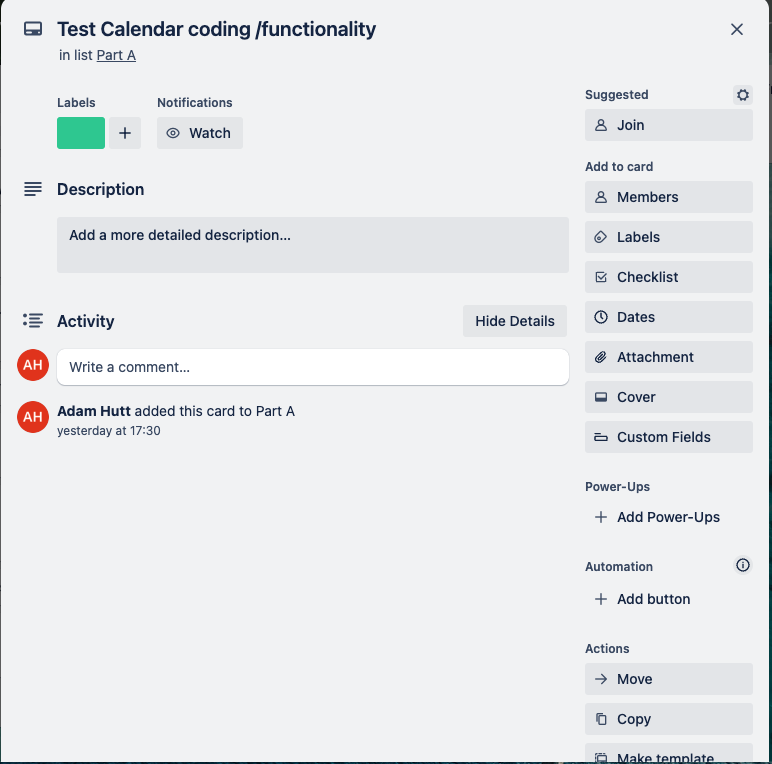 Test Calendar coding /functionality
in list Part A
Labels
Notifications
Watch
Description
Add a more detailed description...
Activity
Hide Details
AH
Write a comment...
AH
Adam Hutt added this card to Part A
yesterday at 17:30
Suggested
Join
Add to card
Members
Labels
Checklist
Dates
Attachment
Cover
Custom Fields
Power-Ups
Add Power-Ups
Automation
Add button
Actions
Move
Copy
Make template